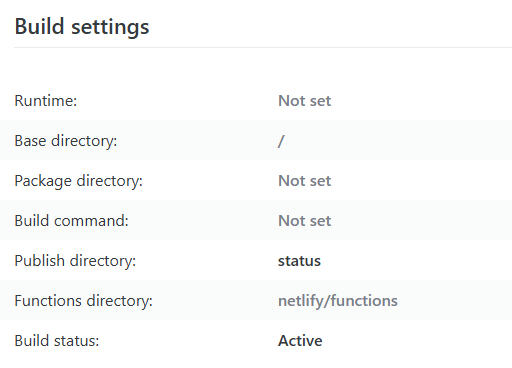 Build settings
Runtime: Not set
Base directory: /
Package directory: Not set
Build command: Not set
Publish directory: status
Functions directory: netlify/functions
Build status: Active